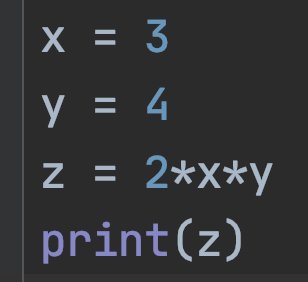 x = 3
y = 4
z = 2*x*y
print(z)